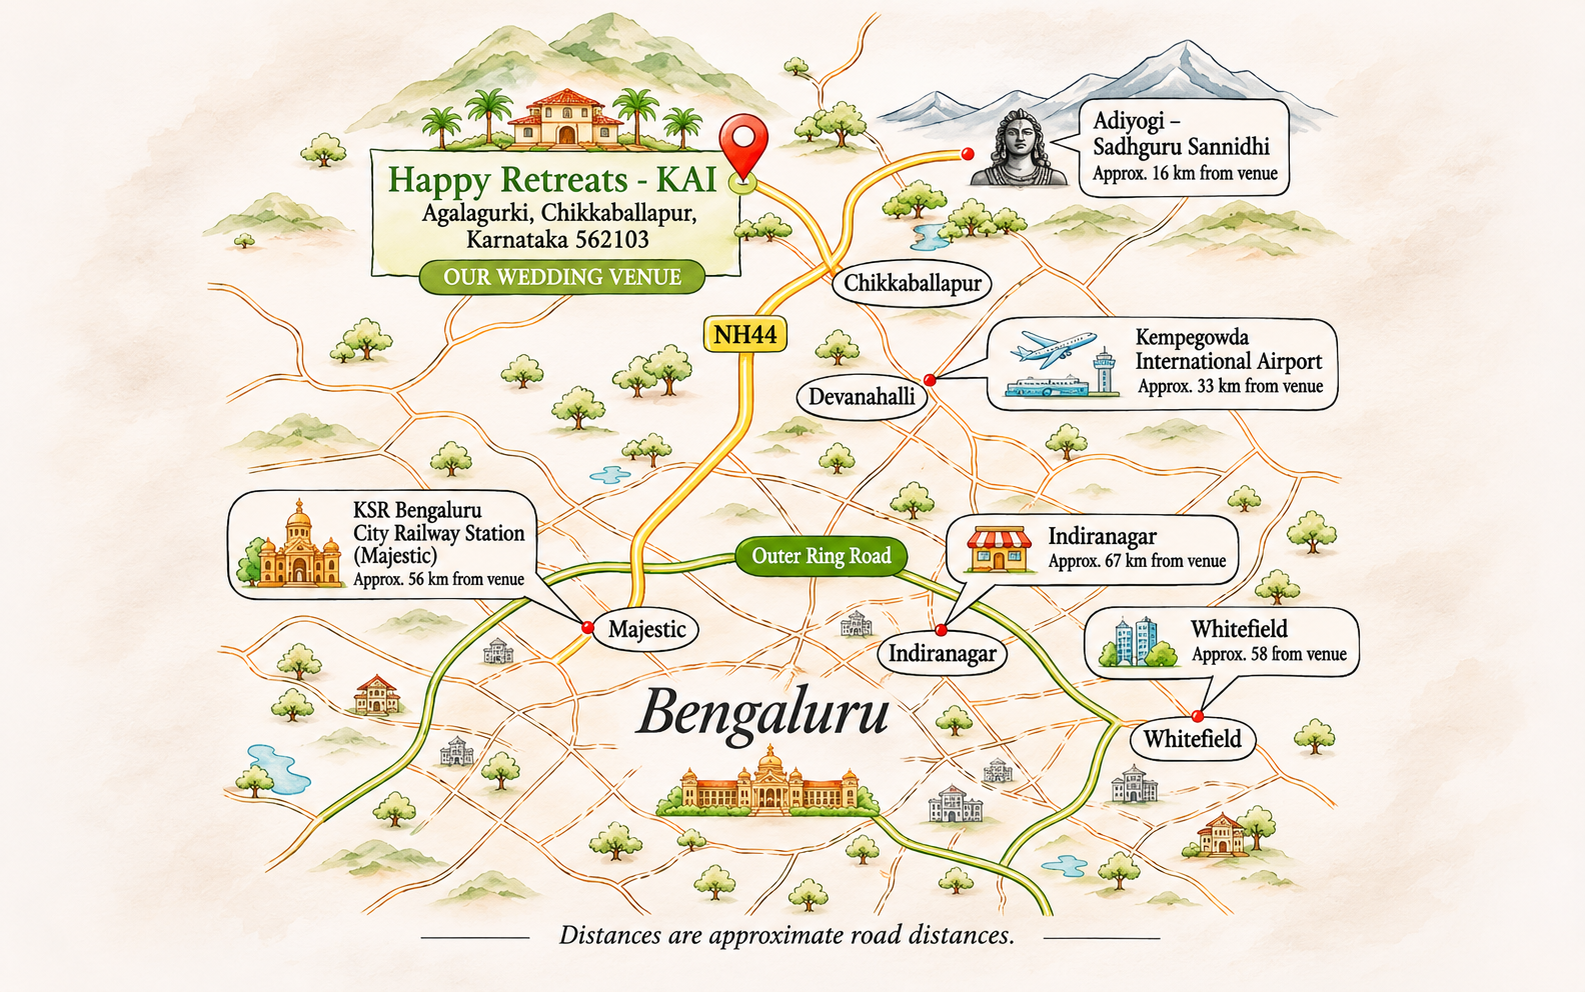 Happy Retreats - KAI
Agalagurki, Chikkaballapur,
Karnataka 562103
OUR WEDDING VENUE
Adiyogi –
Sadhguru Sannidhi
Approx. 16 km from venue
Chikkaballapur
NH44
Kempegowda
International Airport
Approx. 33 km from venue
Devanahalli
KSR Bengaluru
City Railway Station
(Majestic)
Approx. 56 km from venue
Outer Ring Road
Indiranagar
Approx. 67 km from venue
Majestic
Indiranagar
Whitefield
Approx. 58 from venue
Bengaluru
Whitefield
Distances are approximate road distances.